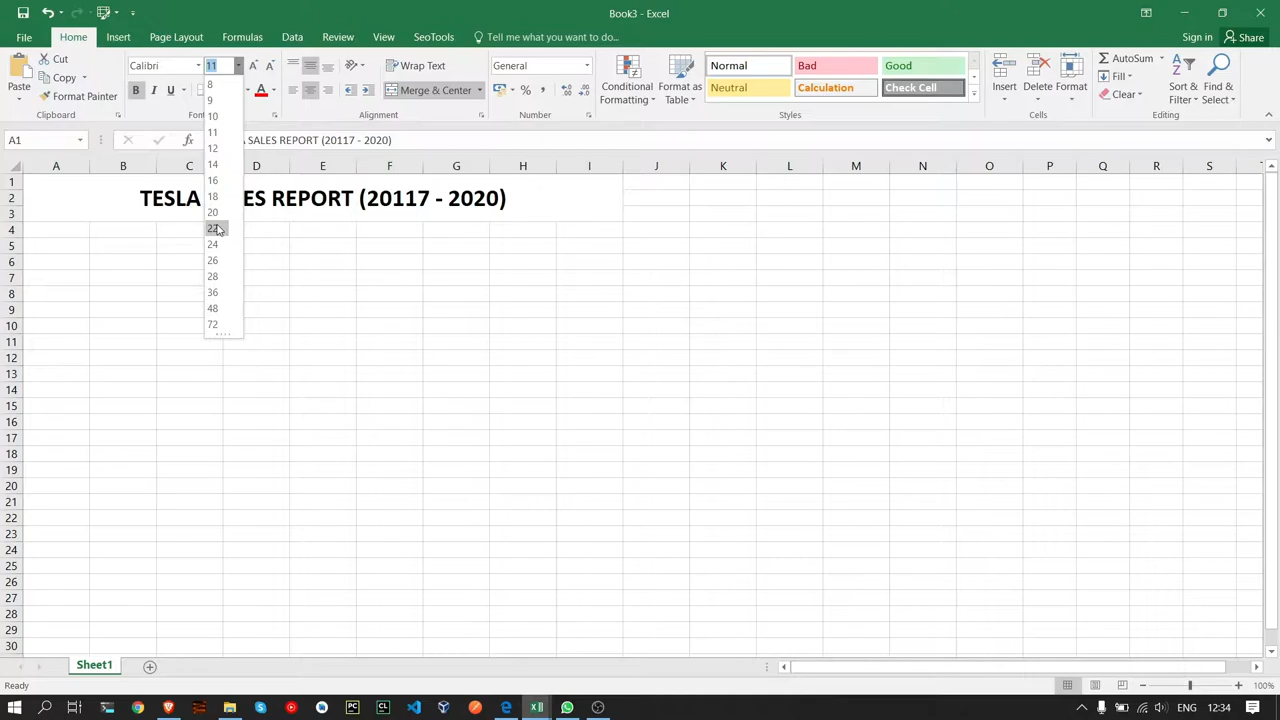 Book3 - Excel
File Home Insert Page Layout Formulas Data Review View SeoTools Tell me what you want to do... Sign in Share
Paste
Cut
Copy
Format Painter
Clipboard
Calibri 11
B I U
Wrap Text
Merge & Center
Alignment
General
%
Number
Conditional Formatting
Format as Table
Normal Bad Good
Neutral Calculation Check Cell
Styles
Insert Delete Format
Cells
AutoSum
Fill
Clear
Sort & Filter
Find & Select
Editing
8
9
10
11
12
14
16
18
20
22
24
26
28
36
48
72
A1 fx SALES REPORT (20117 - 2020)
A B C D E F G H I J K L M N O P Q R S
1
2
3
4
5
6
7
8
9
10
11
12
13
14
15
16
17
18
19
20
21
22
23
24
25
26
27
28
29
30
TESLA ES REPORT (20117 - 2020)
Sheet1
Ready
100%
ENG 12:34